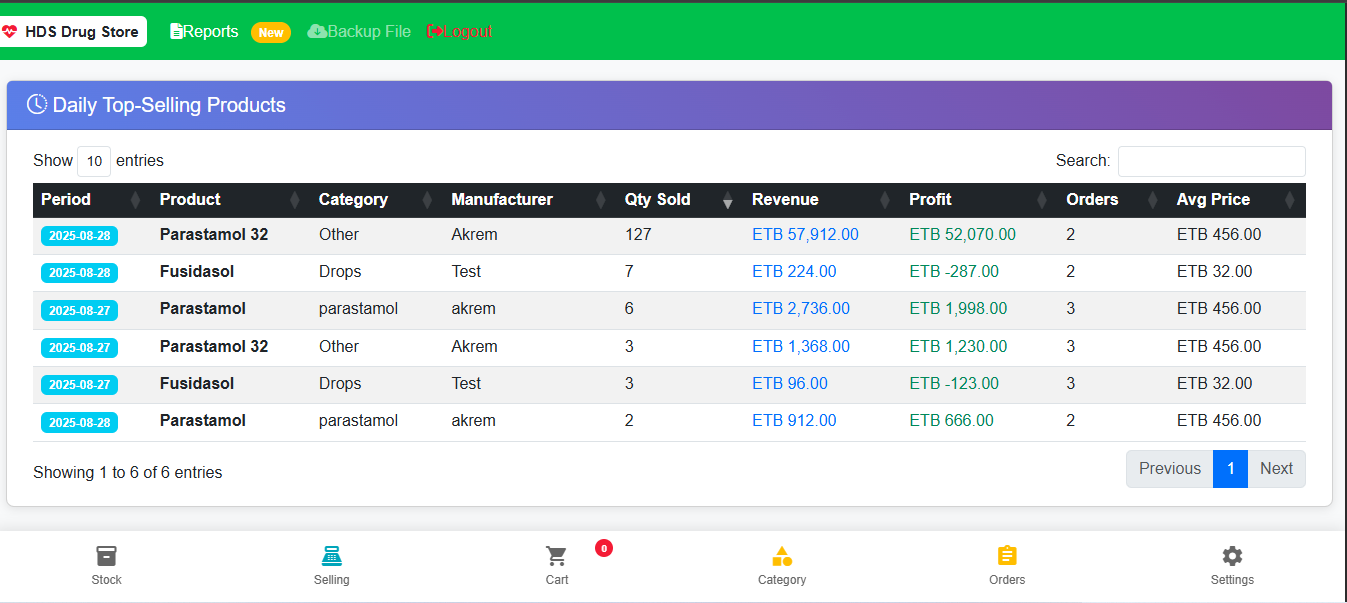 HDS Drug Store Reports New Backup File Logout
Daily Top-Selling Products
Show 10 entries Search:
Period Product Category Manufacturer Qty Sold Revenue Profit Orders Avg Price
2025-08-28 Parastamol 32 Other Akrem 127 ETB 57,912.00 ETB 52,070.00 2 ETB 456.00
2025-08-28 Fusidasol Drops Test 7 ETB 224.00 ETB -287.00 2 ETB 32.00
2025-08-27 Parastamol parastamol akrem 6 ETB 2,736.00 ETB 1,998.00 3 ETB 456.00
2025-08-27 Parastamol 32 Other Akrem 3 ETB 1,368.00 ETB 1,230.00 3 ETB 456.00
2025-08-27 Fusidasol Drops Test 3 ETB 96.00 ETB -123.00 3 ETB 32.00
2025-08-28 Parastamol parastamol akrem 2 ETB 912.00 ETB 666.00 2 ETB 456.00
Showing 1 to 6 of 6 entries Previous 1 Next
0
Stock Selling Cart Category Orders Settings